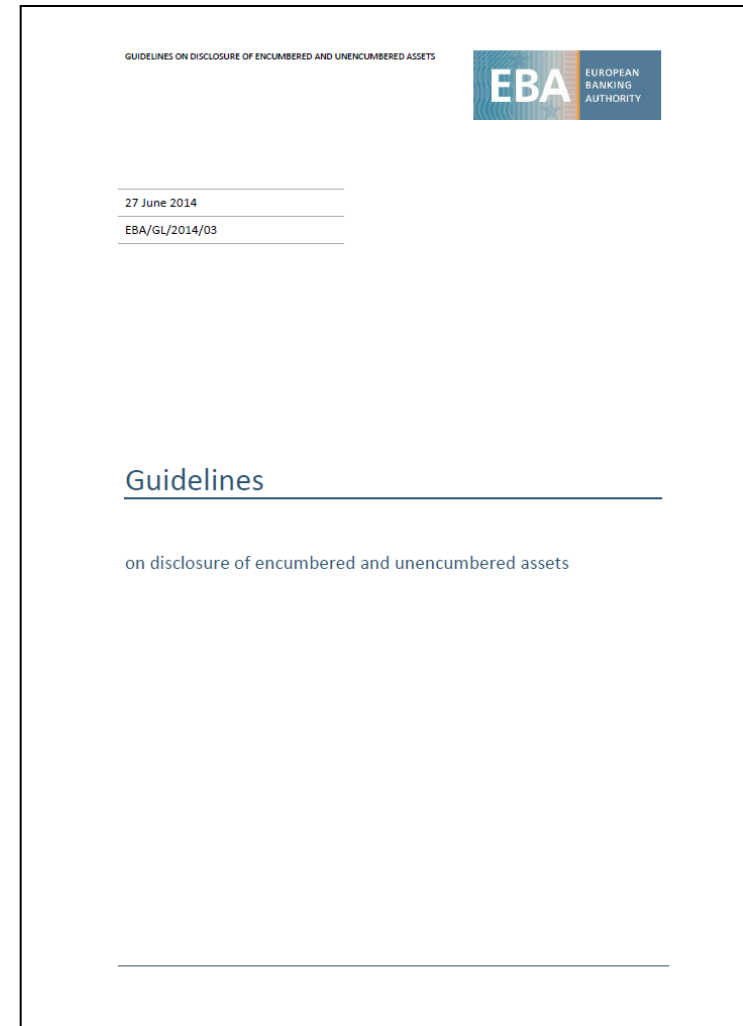 GUIDELINES ON DISCLOSURE OF ENCUMBERED AND UNENCUMBERED ASSETS
EBA
EUROPEAN
BANKING
AUTHORITY
27 June 2014
EBA/GL/2014/03
Guidelines
on disclosure of encumbered and unencumbered assets